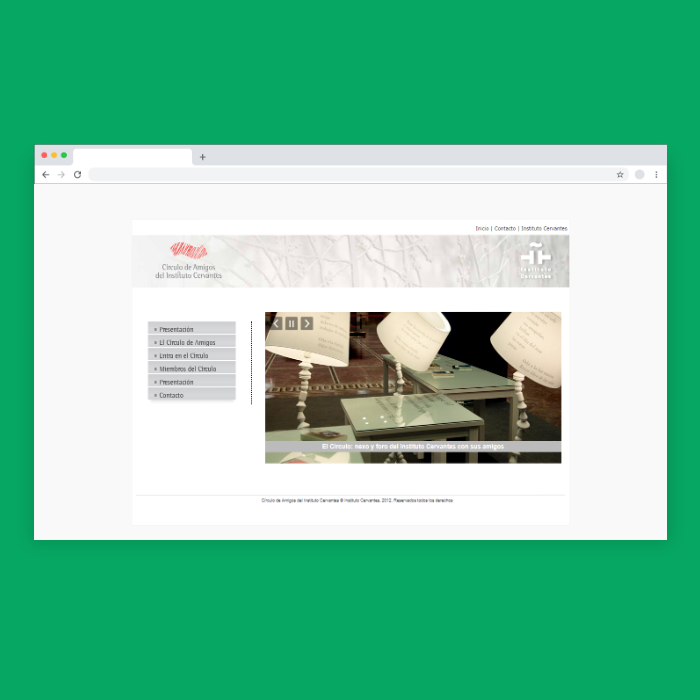 Inicio | Contacto | Instituto Cervantes
Círculo de Amigos
del Instituto Cervantes
Instituto
Cervantes
Presentación
El Círculo de Amigos
Entra en el Círculo
Miembros del Círculo
Presentación
Contacto
El Círculo: nexo y foro del Instituto Cervantes con sus amigos
Círculo de Amigos del Instituto Cervantes © Instituto Cervantes, 2012. Reservados todos los derechos